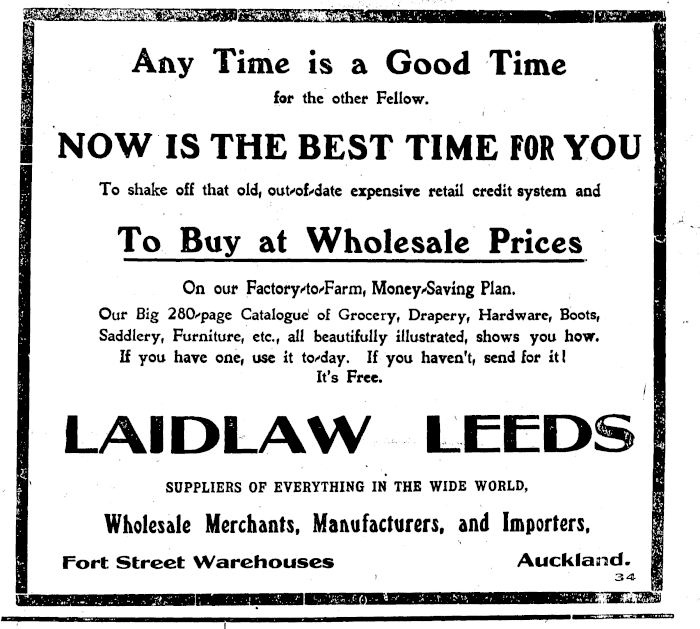 Any Time is a Good Time
for the other Fellow.
NOW IS THE BEST TIME FOR YOU
To shake off that old, out-of-date expensive retail credit system and
To Buy at Wholesale Prices
On our Factory-to-Farm, Money-Saving Plan.
Our Big 280-page Catalogue of Grocery, Drapery, Hardware, Boots,
Saddlery, Furniture, etc., all beautifully illustrated, shows you how.
If you have one, use it to-day. If you haven't, send for it!
It's Free.
LAIDLAW LEEDS
SUPPLIERS OF EVERYTHING IN THE WIDE WORLD,
Wholesale Merchants, Manufacturers, and Importers,
Fort Street Warehouses Auckland.
34